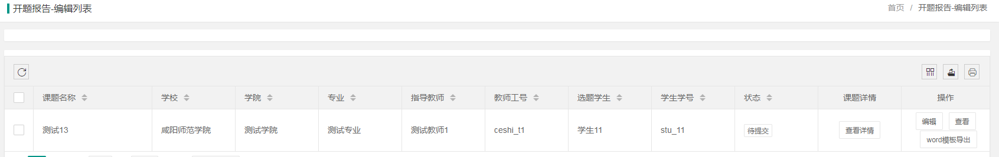 开题报告-编辑列表
首页 / 开题报告-编辑列表
课题名称 学校 学院 专业 指导教师 教师工号 选题学生 学生学号 状态 课题详情 操作
测试13 咸阳师范学院 测试学院 测试专业 测试教师1 ceshi_t1 学生11 stu_11 待提交 查看详情 编辑 查看
word模板导出